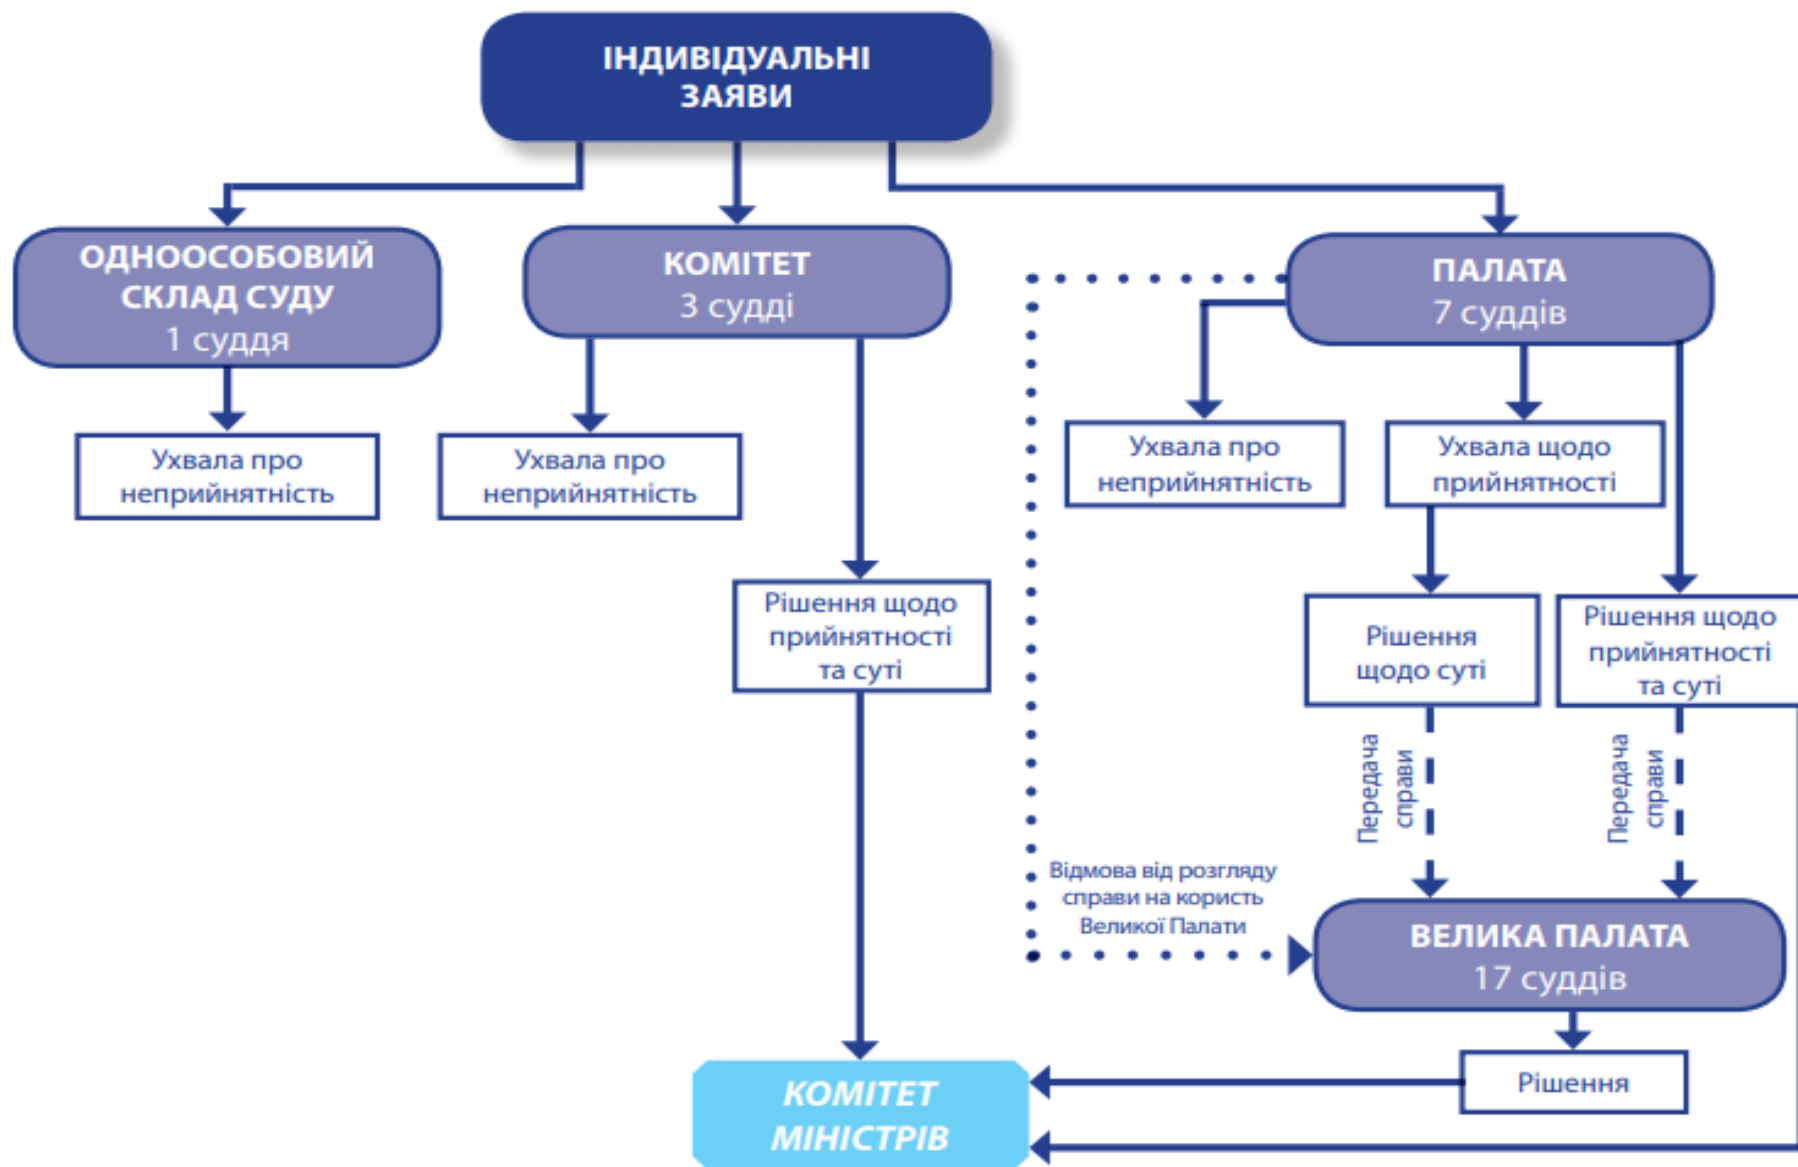 ІНДИВІДУАЛЬНІ
ЗАЯВИ
ОДНООСОБОВИЙ
СКЛАД СУДУ
1 суддя
КОМІТЕТ
3 судді
ПАЛАТА
7 суддів
Ухвала про
неприйнятність
Ухвала про
неприйнятність
Ухвала про
неприйнятність
Ухвала щодо
прийнятності
Рішення щодо
прийнятності
та суті
Рішення
щодо суті
Рішення щодо
прийнятності
та суті
Передача
справи
Передача
справи
Відмова від розгляду
справи на користь
Великої Палати
ВЕЛИКА ПАЛАТА
17 суддів
Рішення
КОМІТЕТ
МІНІСТРІВ